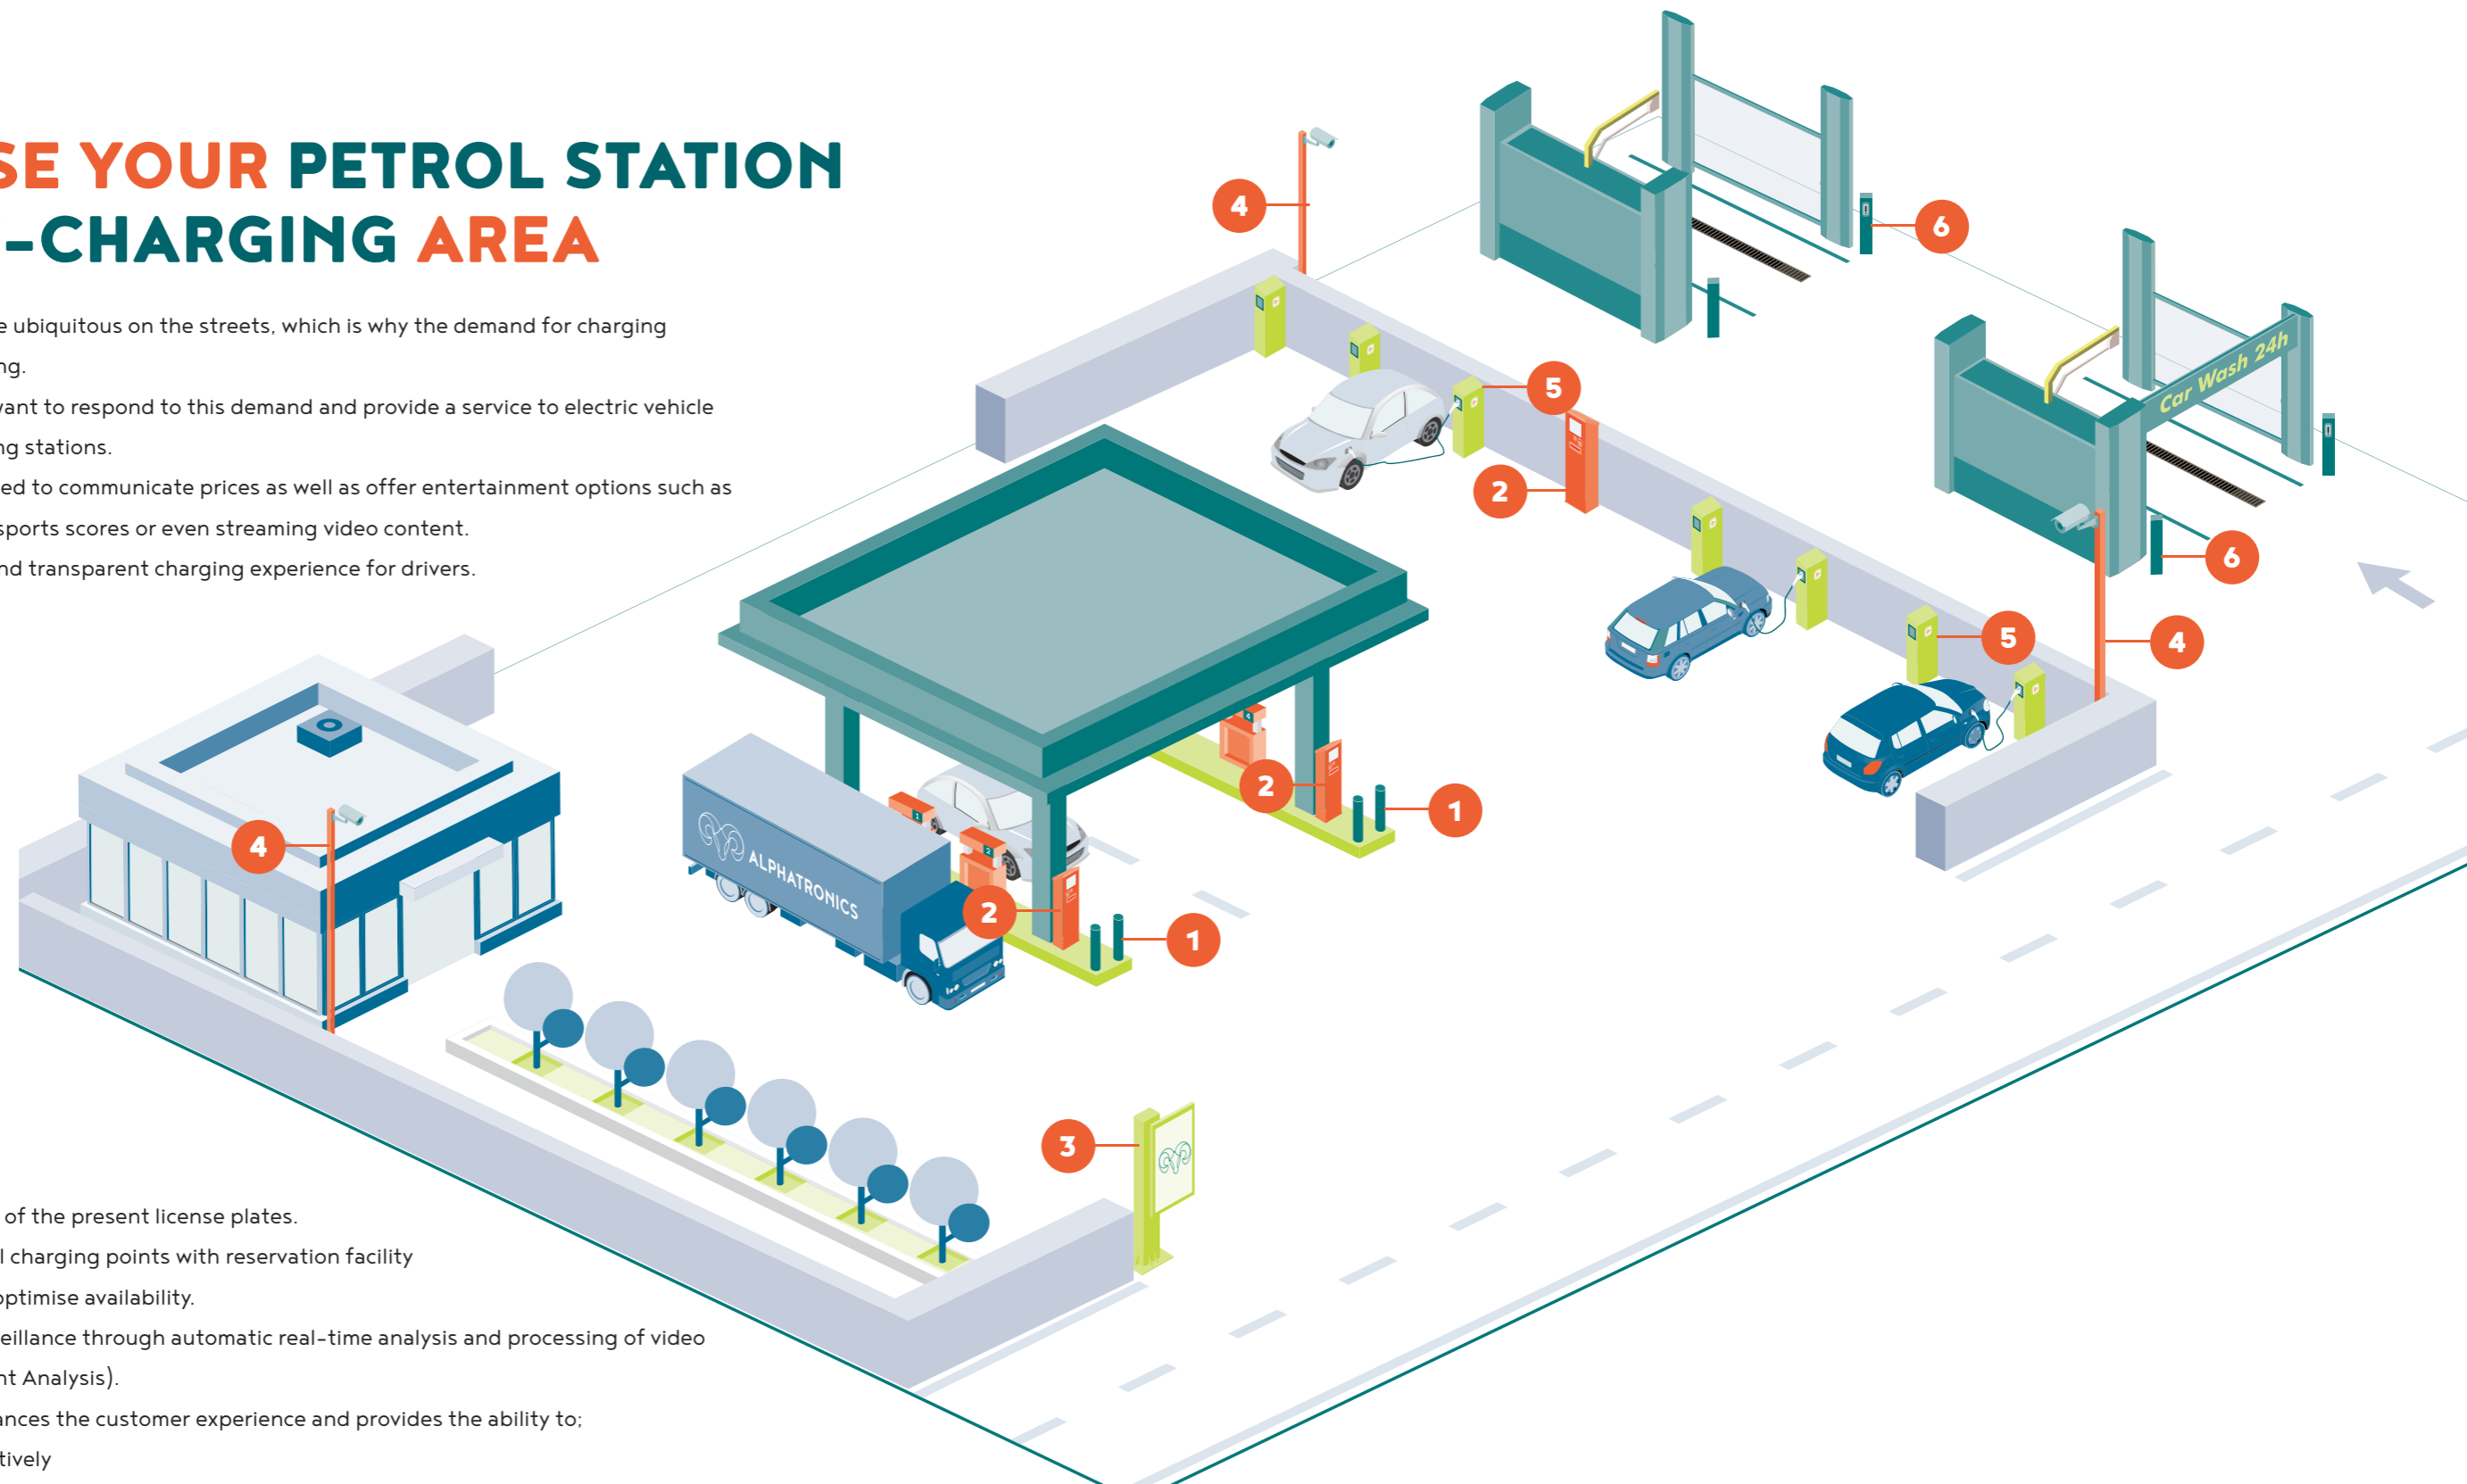 SE YOUR PETROL STATION
-CHARGING AREA
e ubiquitous on the streets, which is why the demand for charging
ng.
vant to respond to this demand and provide a service to electric vehicle
ng stations.
ed to communicate prices as well as offer entertainment options such as
sports scores or even streaming video content.
nd transparent charging experience for drivers.
4
6
5
2
Car Wash 24h
6
5
4
4
2
1
4
1
2
ALPHATRONICS
2
1
3
of the present license plates.
l charging points with reservation facility
optimise availability.
eillance through automatic real-time analysis and processing of video
nt Analysis).
ances the customer experience and provides the ability to;
tively